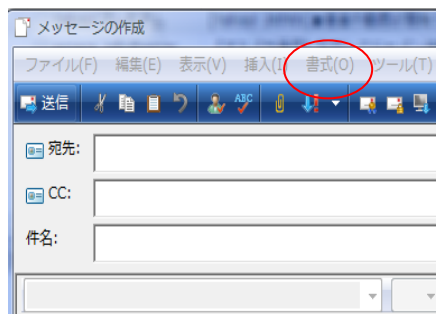 メッセージの作成
ファイル(F) 編集(E) 表示(V) 挿入(I) 書式(O) ツール(T)
送信 ABC
宛先:
CC:
件名: